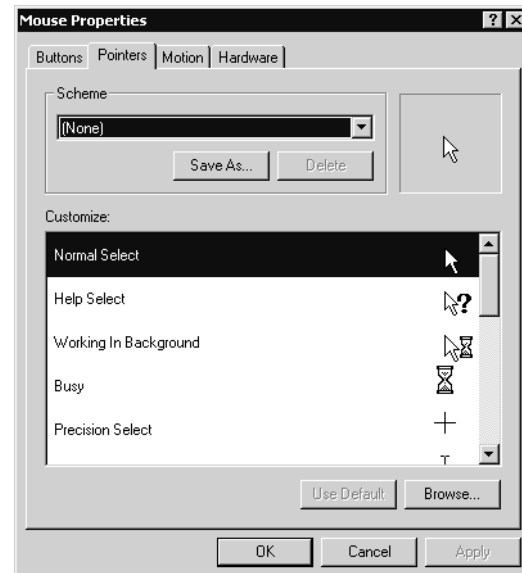 Mouse Properties
Buttons Pointers Motion Hardware
Scheme
(None)
Save As... Delete
Customize:
Normal Select
Help Select
Working In Background
Busy
Precision Select
Use Default Browse...
OK Cancel Apply